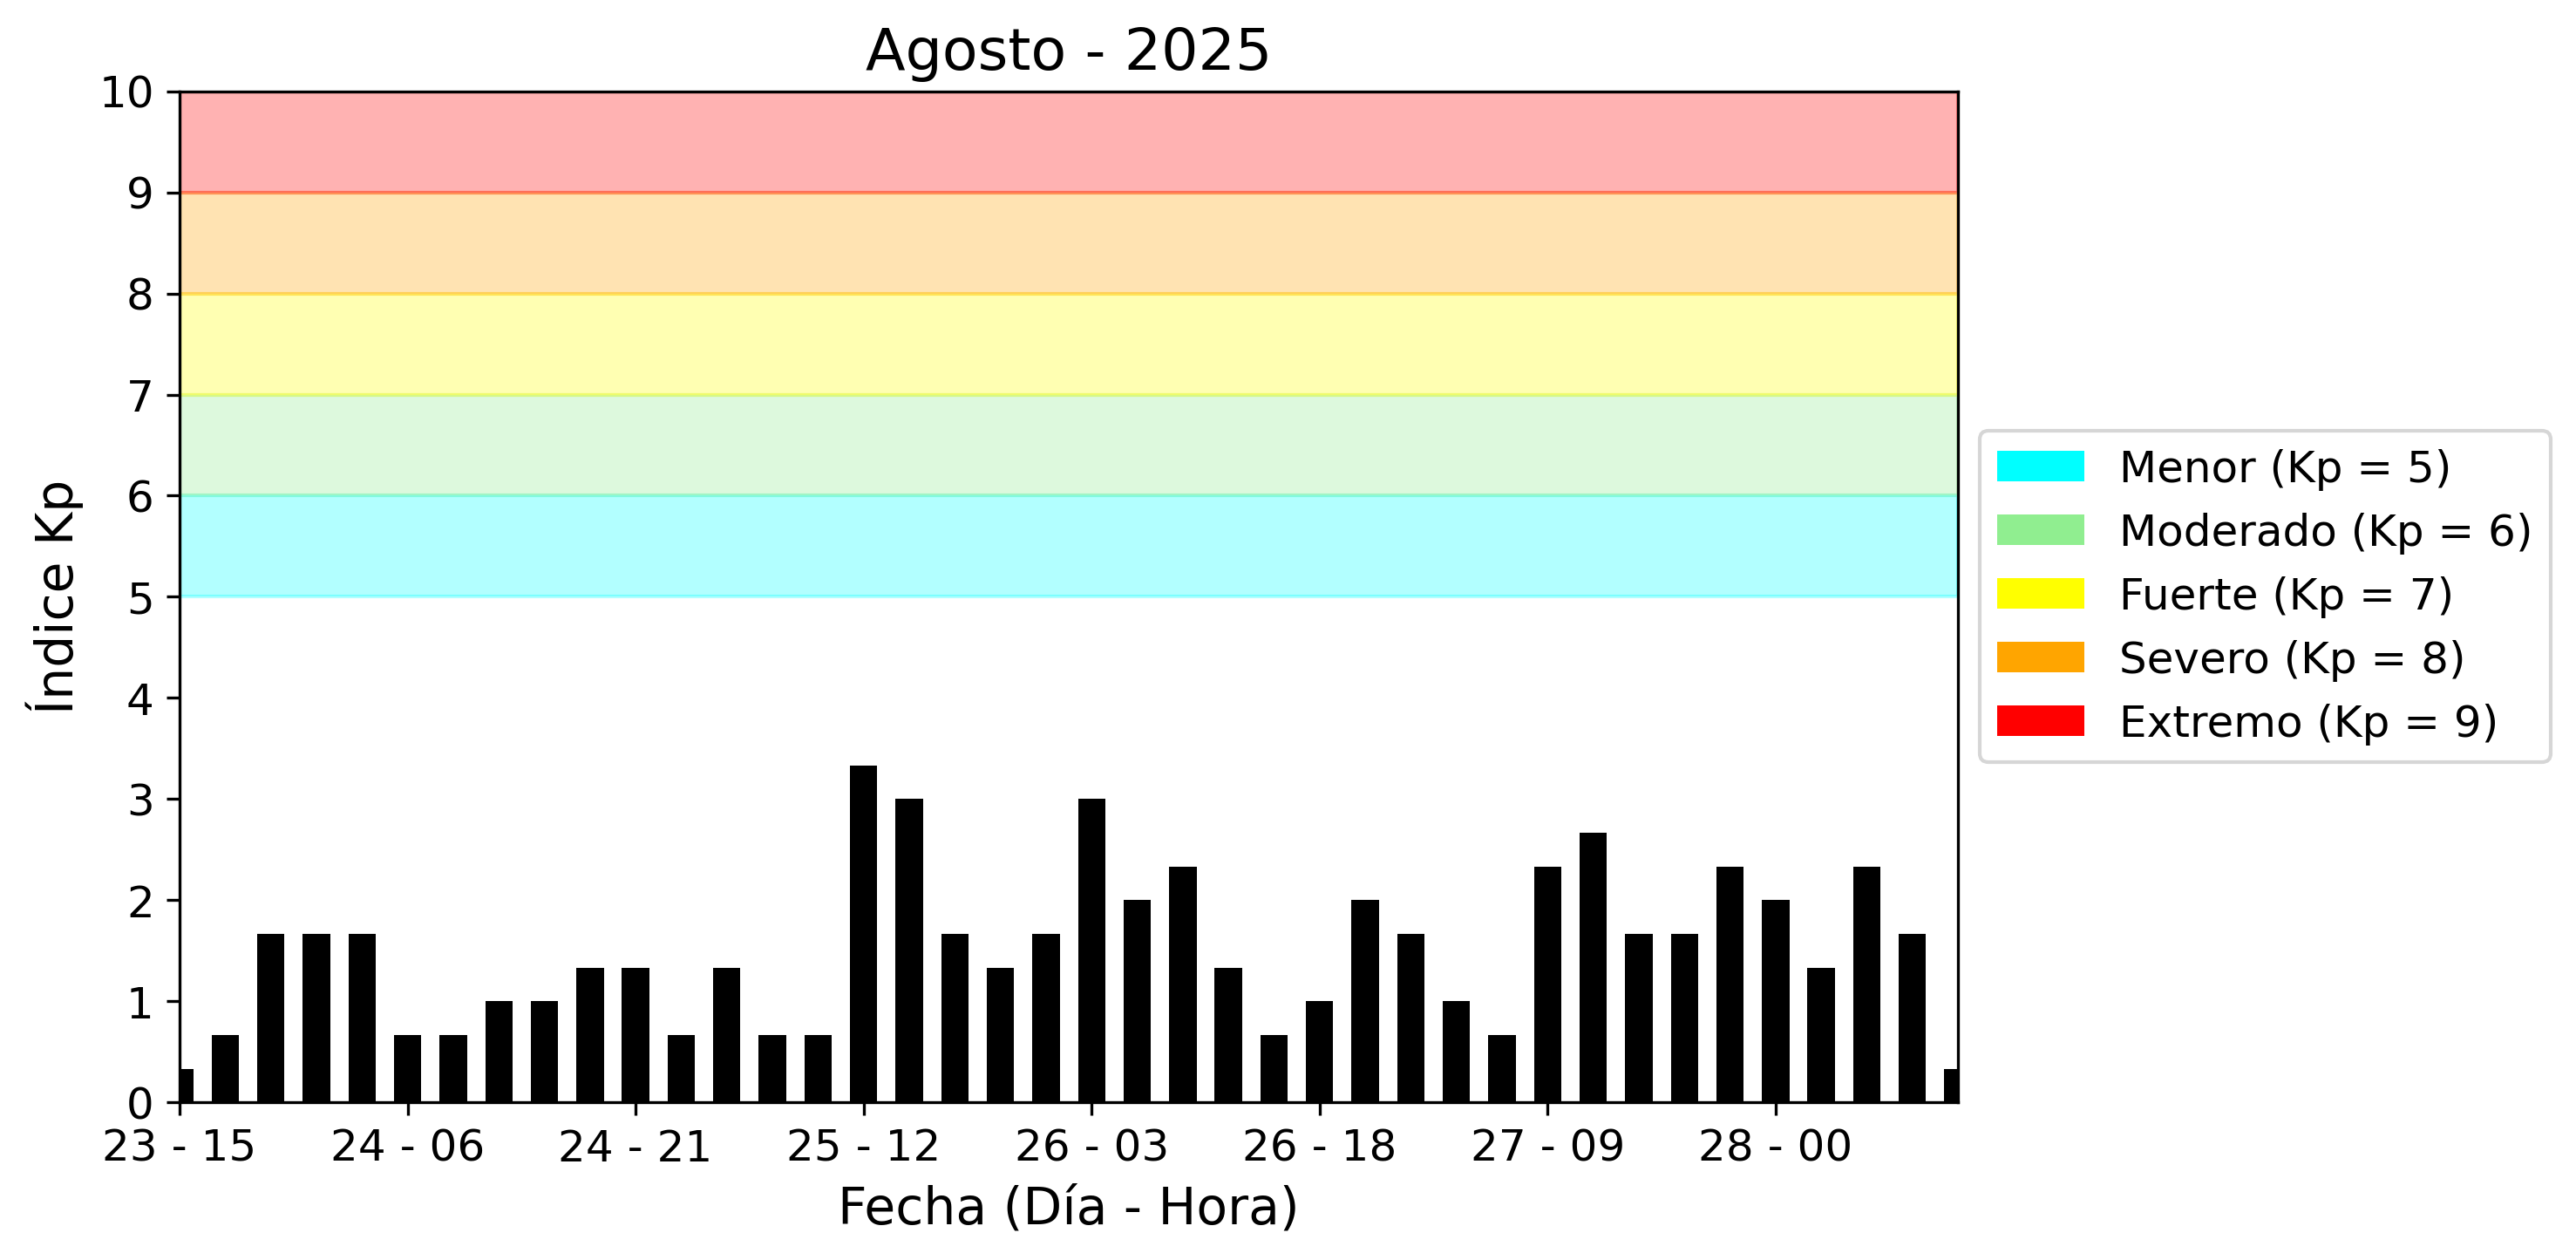 Agosto - 2025
Índice Kp
10
9
8
7
6
5
4
3
2
1
0
23 - 15
24 - 06
24 - 21
25 - 12
26 - 03
26 - 18
27 - 09
28 - 00
Fecha (Día - Hora)
Menor (Kp = 5)
Moderado (Kp = 6)
Fuerte (Kp = 7)
Severo (Kp = 8)
Extremo (Kp = 9)